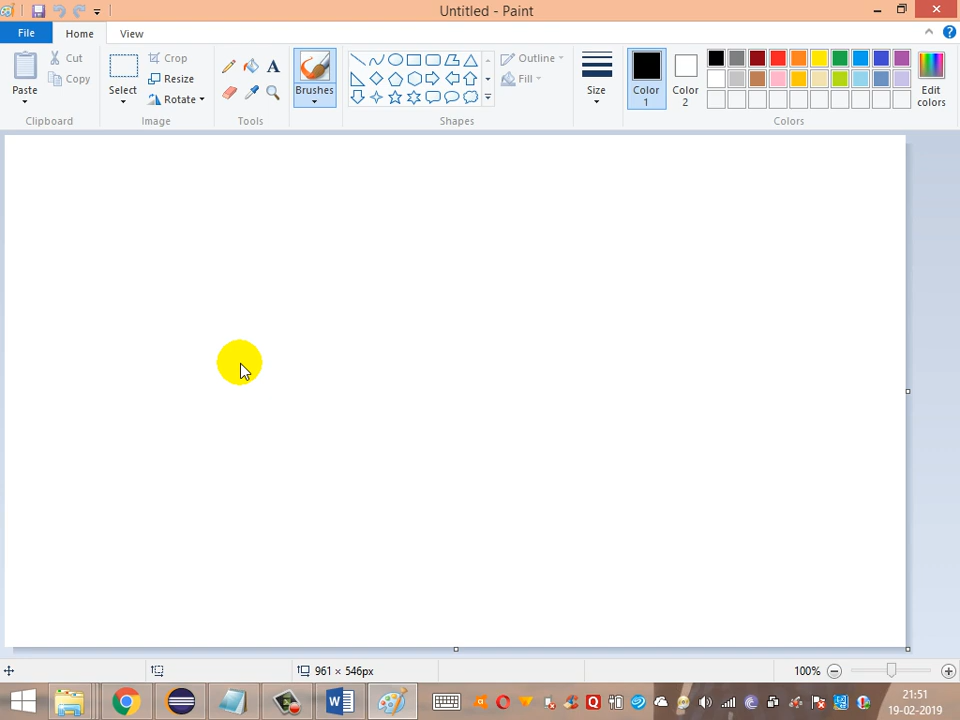 Untitled - Paint
File
Home
View
Paste
Cut
Copy
Clipboard
Select
Crop
Resize
Rotate
Image
A
Tools
Brushes
Outline
Fill
Shapes
Size
Color
1
Color
2
Edit
colors
Colors
961 × 546px
100%
21:51
19-02-2019